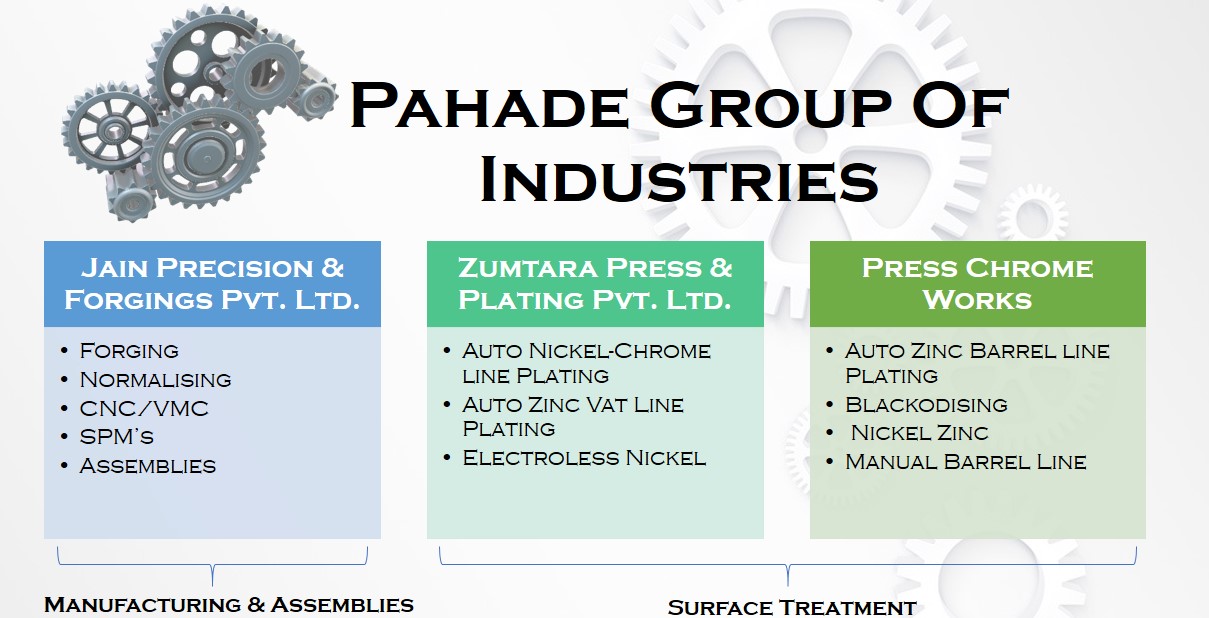 Pahade Group Of
Industries
Jain Precision &
Forgings Pvt. Ltd.
• Forging
• Normalising
• CNC/VMC
• SPM's
• Assemblies
Zumtara Press &
Plating Pvt. Ltd.
• Auto Nickel-Chrome
line Plating
• Auto Zinc Vat Line
Plating
• Electroless Nickel
Press Chrome
Works
• Auto Zinc Barrel line
Plating
• Blackodising
• Nickel Zinc
• Manual Barrel Line
Manufacturing & Assemblies
Surface Treatment